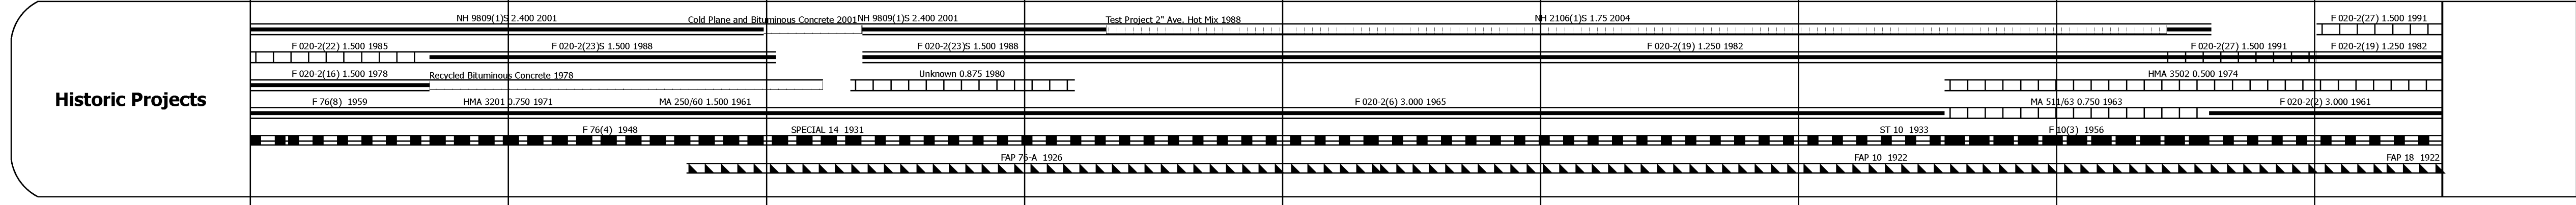 NH 9809(1)S 2.400 2001 Cold Plane and Bituminous Concrete 2001 NH 9809(1)S 2.400 2001 Test Project 2" Ave. Hot Mix 1988 NH 2106(1)S 1.75 2004 F 020-2(27) 1.500 1991
F 020-2(22) 1.500 1985 F 020-2(23)S 1.500 1988 F 020-2(23)S 1.500 1988 F 020-2(19) 1.250 1982 F 020-2(27) 1.500 1991 F 020-2(19) 1.250 1982
F 020-2(16) 1.500 1978 Recycled Bituminous Concrete 1978 Unknown 0.875 1980 HMA 3502 0.500 1974
Historic Projects
F 76(8) 1959 HMA 3201 0.750 1971 MA 250/60 1.500 1961 F 020-2(6) 3.000 1965 MA 511/63 0.750 1963 F 020-2(2) 3.000 1961
F 76(4) 1948 SPECIAL 14 1931 ST 10 1933 F 10(3) 1956
FAP 76-A 1926 FAP 10 1922 FAP 18 1922